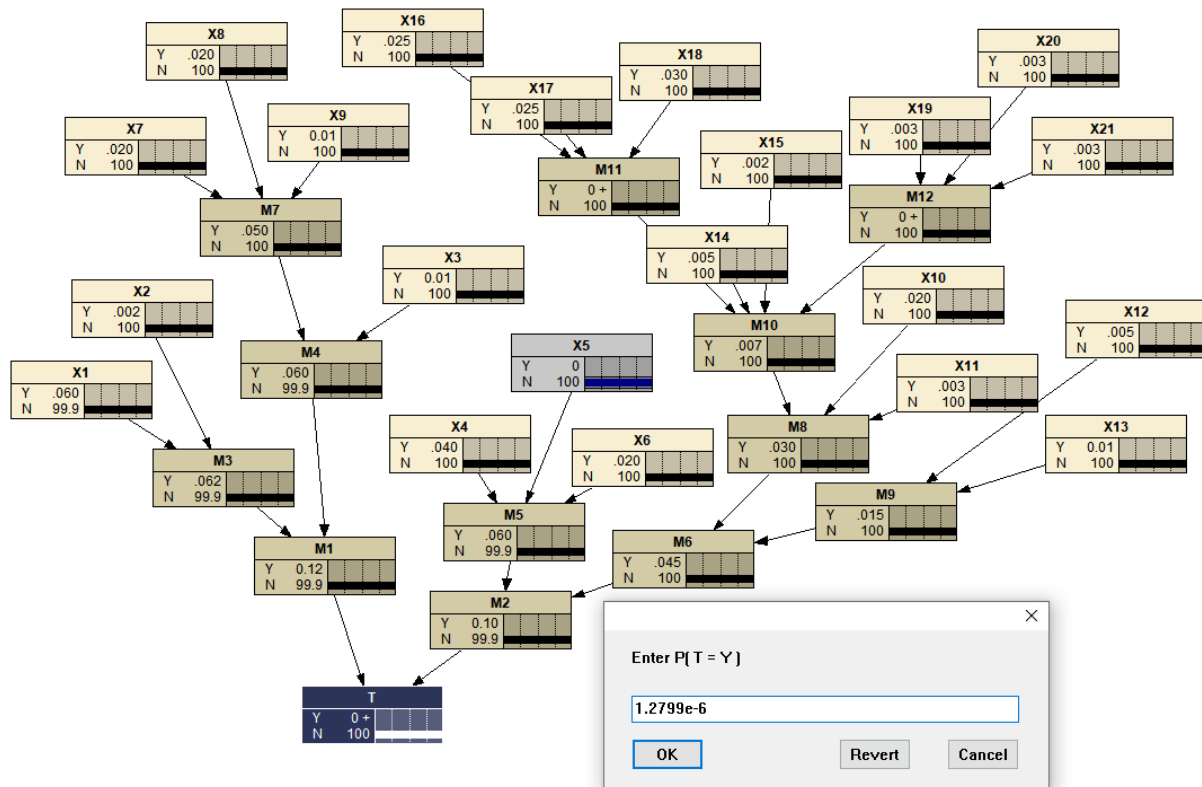 X8
Y .020
N 100
X16
Y .025
N 100
X18
Y .030
N 100
X20
Y .003
N 100
X17
Y .025
N 100
X19
Y .003
N 100
X7
Y .020
N 100
X9
Y 0.01
N 100
X15
Y .002
N 100
X21
Y .003
N 100
M11
Y 0 +
N 100
M12
Y 0 +
N 100
M7
Y .050
N 100
X14
Y .005
N 100
X3
Y 0.01
N 100
X10
Y .020
N 100
X2
Y .002
N 100
X12
Y .005
N 100
M10
Y .007
N 100
X5
Y 0
N 100
M4
Y .060
N 99.9
X1
Y .060
N 99.9
X11
Y .003
N 100
X4
Y .040
N 100
X6
Y .020
N 100
M8
Y .030
N 100
X13
Y 0.01
N 100
M3
Y .062
N 99.9
M9
Y .015
N 100
M5
Y .060
N 99.9
M6
Y .045
N 100
M1
Y 0.12
N 99.9
M2
Y 0.10
N 99.9
T
Y 0 +
N 100
Enter P( T = Y )
1.2799e-6
OK Revert Cancel